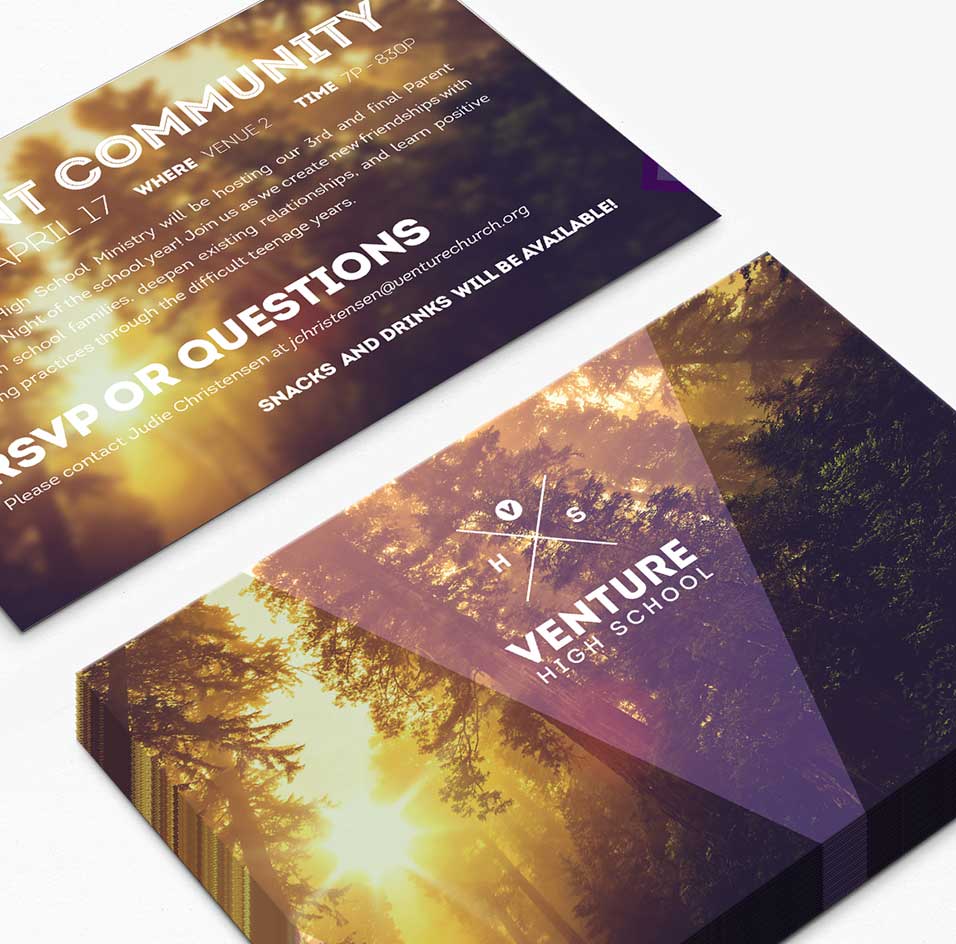 NT COMMUNITY
APRIL 17 WHERE VENUE 2 TIME 7P - 830P
High School Ministry will be hosting our 3rd and final Parent
Night of the school year! Join us as we create new friendships with
school families, deepen existing relationships, and learn positive
practices through the difficult teenage years.
RSVP OR QUESTIONS
Please contact Judie Christensen at jchristensen@venturechurch.org
SNACKS AND DRINKS WILL BE AVAILABLE!
V
H S
VENTURE
HIGH SCHOOL